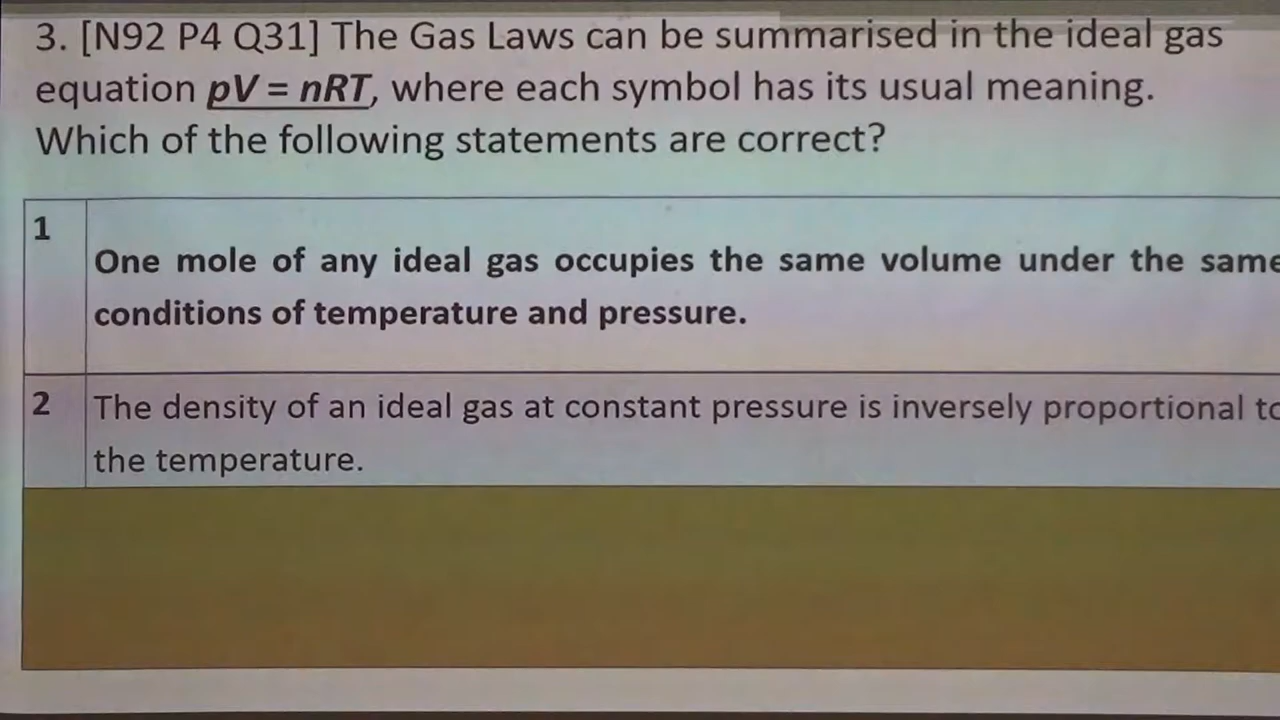 3. [N92 P4 Q31] The Gas Laws can be summarised in the ideal gas
equation pV = nRT, where each symbol has its usual meaning.
Which of the following statements are correct?
1
One mole of any ideal gas occupies the same volume under the same
conditions of temperature and pressure.
2 The density of an ideal gas at constant pressure is inversely proportional to
the temperature.